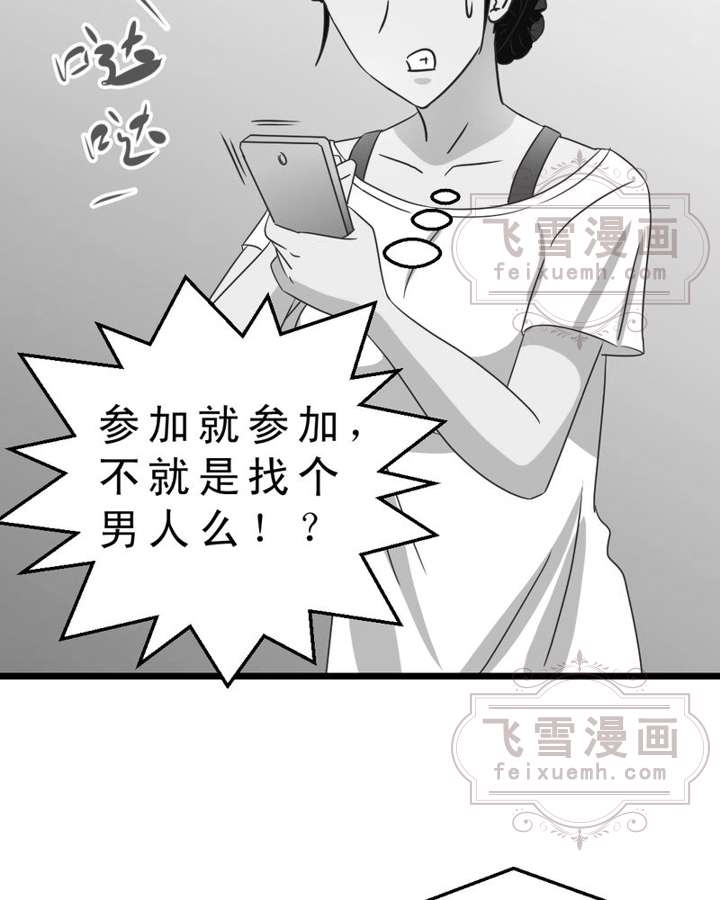 哒
哒
飞雪漫画
feixuemh.com
参加就参加，
不就是找个
男人么！？
飞雪漫画
feixuemh.com